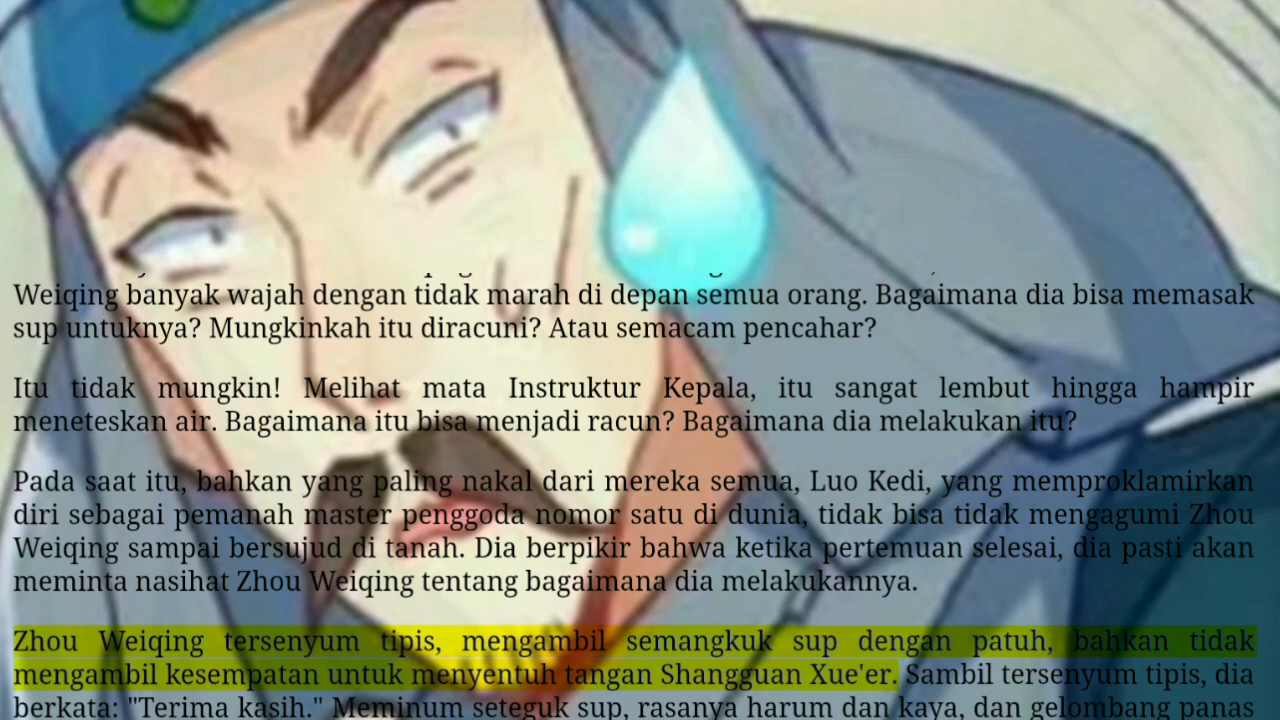 Weiqing banyak wajah dengan tidak marah di depan semua orang. Bagaimana dia bisa memasak
sup untuknya? Mungkinkah itu diracuni? Atau semacam pencahar?
Itu tidak mungkin! Melihat mata Instruktur Kepala, itu sangat lembut hingga hampir
meneteskan air. Bagaimana itu bisa menjadi racun? Bagaimana dia melakukan itu?
Pada saat itu, bahkan yang paling nakal dari mereka semua, Luo Kedi, yang memproklamirkan
diri sebagai pemanah master penggoda nomor satu di dunia, tidak bisa tidak mengagumi Zhou
Weiqing sampai bersujud di tanah. Dia berpikir bahwa ketika pertemuan selesai, dia pasti akan
meminta nasihat Zhou Weiqing tentang bagaimana dia melakukannya.
Zhou Weiqing tersenyum tipis, mengambil semangkuk sup dengan patuh, bahkan tidak
mengambil kesempatan untuk menyentuh tangan Shangguan Xue'er. Sambil tersenyum tipis, dia
berkata: "Terima kasih." Meminum seteguk sup, rasanya harum dan kaya, dan gelombang panas